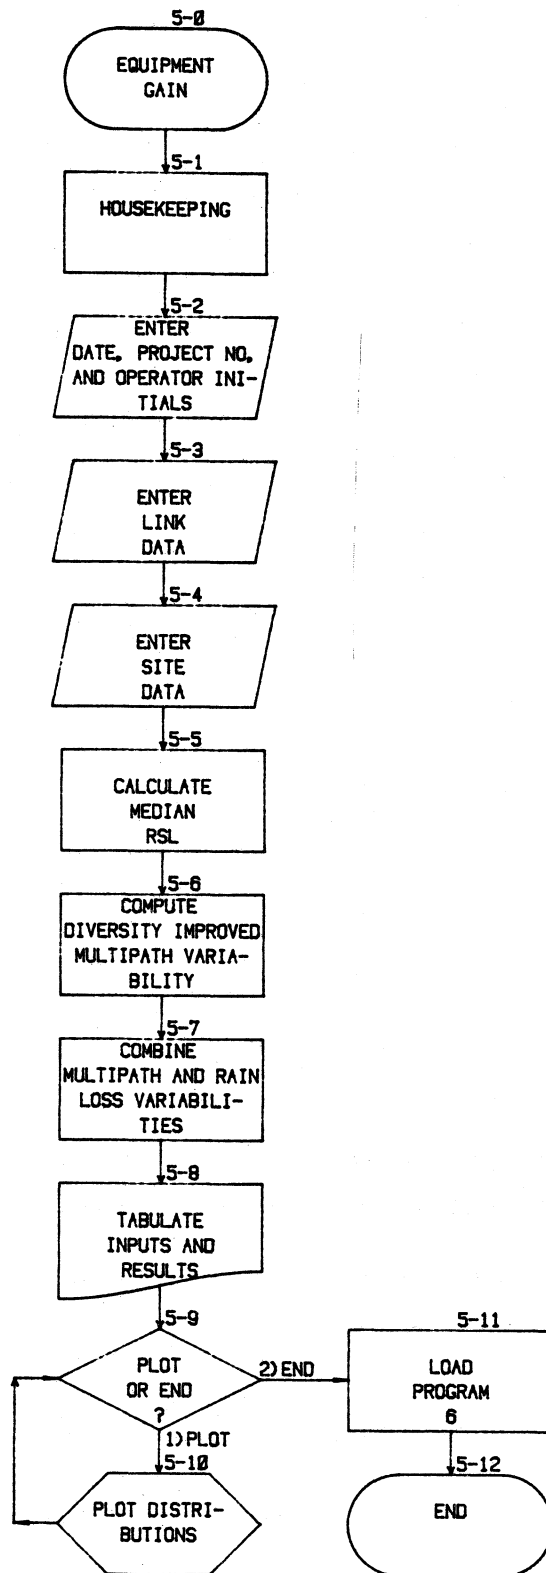 5-0
EQUIPMENT
GAIN
5-1
HOUSEKEEPING
5-2
ENTER
DATE, PROJECT NO,
AND OPERATOR INI-
TIALS
5-3
ENTER
LINK
DATA
5-4
ENTER
SITE
DATA
5-5
CALCULATE
MEDIAN
RSL
5-6
COMPUTE
DIVERSITY IMPROVED
MULTIPATH VARIA-
BILITY
5-7
COMBINE
MULTIPATH AND RAIN
LOSS VARIABILI-
TIES
5-8
TABULATE
INPUTS AND
RESULTS
5-9
PLOT
OR END
?
2) END
5-11
LOAD
PROGRAM
6
1) PLOT
5-10
PLOT DISTRI-
BUTIONS
5-12
END